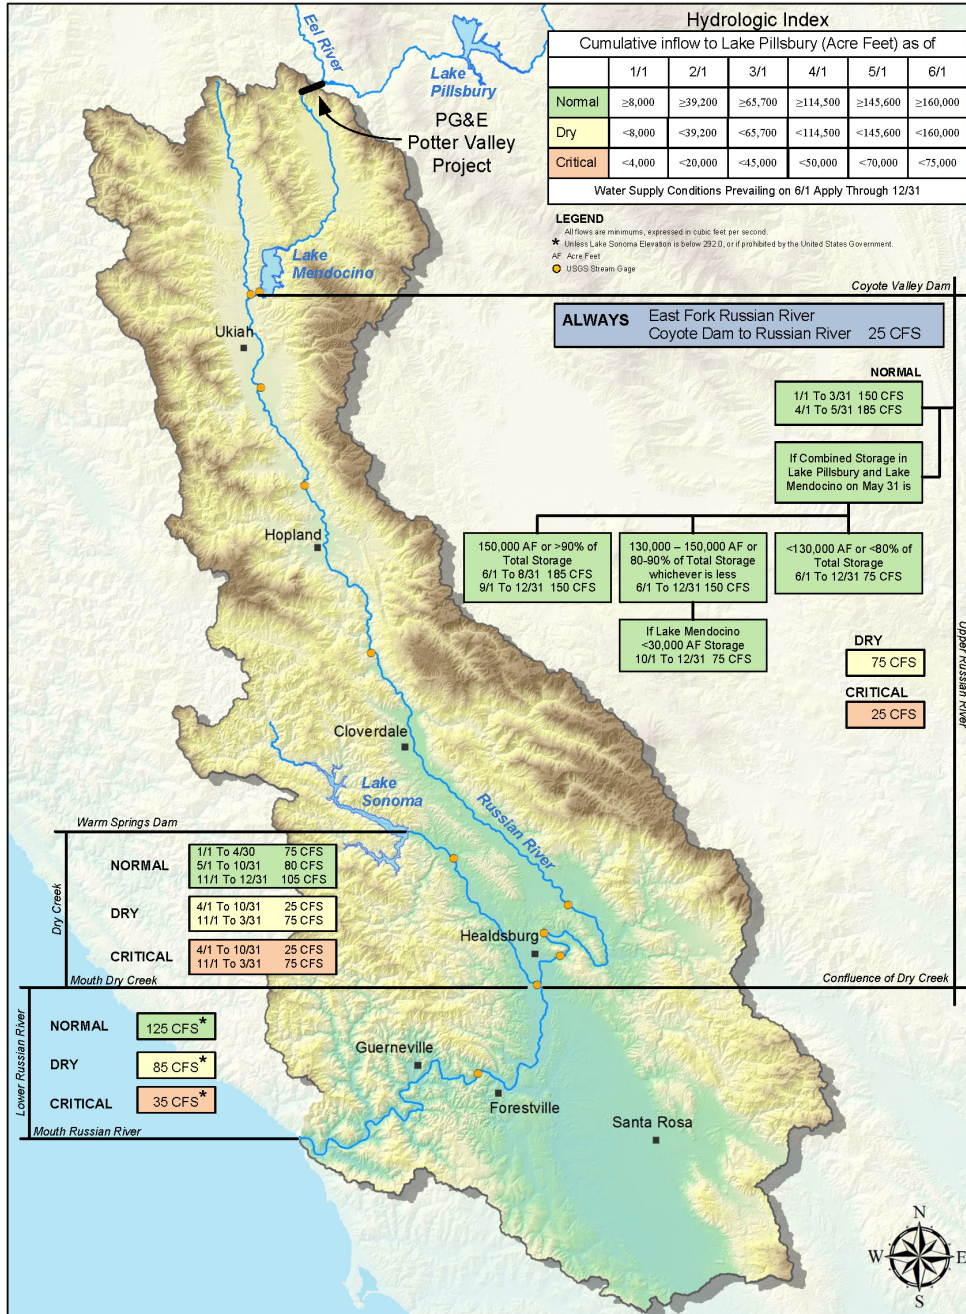 Hydrologic Index
Cumulative inflow to Lake Pillsbury (Acre Feet) as of
1/1 2/1 3/1 4/1 5/1 6/1
Normal ≥8,000 ≥39,200 ≥65,700 ≥114,500 ≥145,600 ≥160,000
Dry <8,000 <39,200 <65,700 <114,500 <145,600 <160,000
Critical <4,000 <20,000 <45,000 <50,000 <70,000 <75,000
Water Supply Conditions Prevailing on 6/1 Apply Through 12/31
Eel River
Lake
Pillsbury
PG&E
Potter Valley
Project
LEGEND
All flows are minimums, expressed in cubic feet per second.
* Unless Lake Sonoma Elevation is below 292.0, or if prohibited by the United States Government.
AF Acre Feet
USGS Stream Gage
Lake
Mendocino
Coyote Valley Dam
ALWAYS East Fork Russian River
Coyote Dam to Russian River 25 CFS
Ukiah
NORMAL
1/1 To 3/31 150 CFS
4/1 To 5/31 185 CFS
If Combined Storage in
Lake Pillsbury and Lake
Mendocino on May 31 is
150,000 AF or >90% of
Total Storage
6/1 To 8/31 185 CFS
9/1 To 12/31 150 CFS
130,000 – 150,000 AF or
80-90% of Total Storage
whichever is less
6/1 To 12/31 150 CFS
<130,000 AF or <80% of
Total Storage
6/1 To 12/31 75 CFS
If Lake Mendocino
<30,000 AF Storage
10/1 To 12/31 75 CFS
Hopland
DRY
75 CFS
CRITICAL
25 CFS
Upper Russian River
Cloverdale
Lake
Sonoma
Russian River
Warm Springs Dam
Dry Creek
NORMAL
1/1 To 4/30 75 CFS
5/1 To 10/31 80 CFS
11/1 To 12/31 105 CFS
DRY
4/1 To 10/31 25 CFS
11/1 To 3/31 75 CFS
CRITICAL
4/1 To 10/31 25 CFS
11/1 To 3/31 75 CFS
Healdsburg
Mouth Dry Creek
Confluence of Dry Creek
Lower Russian River
NORMAL 125 CFS*
DRY 85 CFS*
CRITICAL 35 CFS*
Mouth Russian River
Guerneville
Forestville
Santa Rosa
N
W E
S